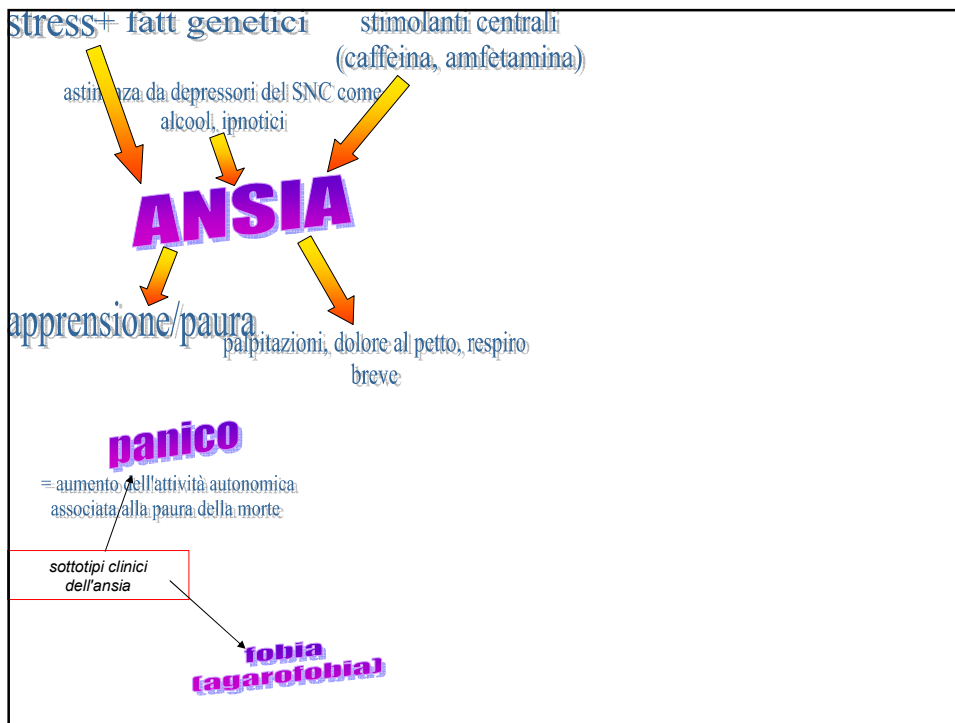 stress+ fatt genetici
stimolanti centrali
(caffeina, amfetamina)
astinenza da depressori del SNC come
alcool, ipnotici
ANSIA
apprensione/paura
palpitazioni, dolore al petto, respiro
breve
panico
= aumento dell'attività autonomica
associata alla paura della morte
sottotipi clinici
dell'ansia
fobia
(agarofobia)